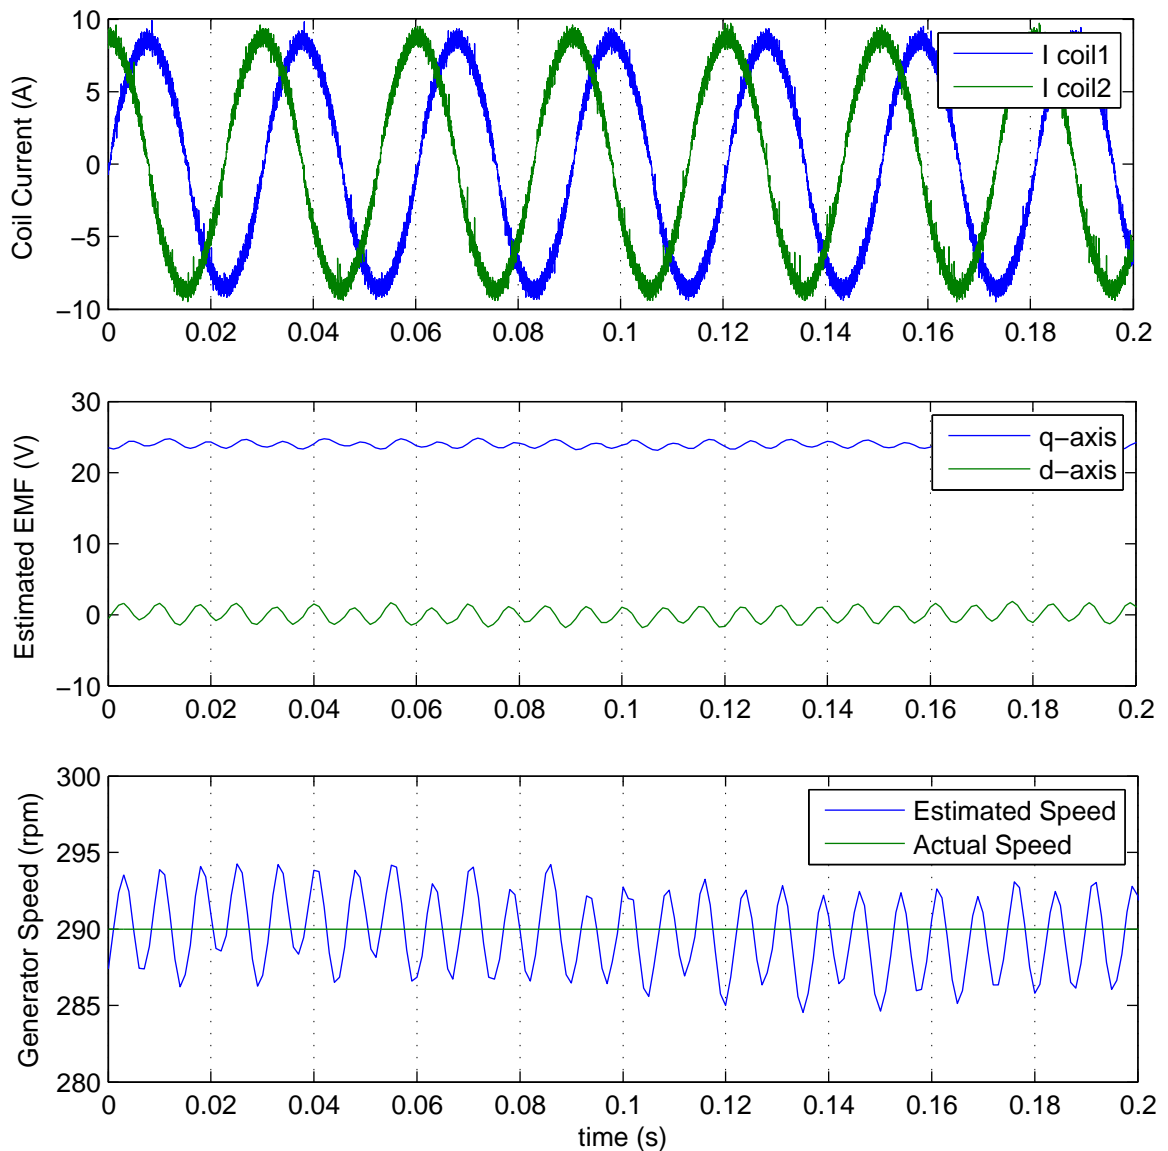 10
5
0
−5
−10
Coil Current (A)
I coil1
I coil2
0 0.02 0.04 0.06 0.08 0.1 0.12 0.14 0.16 0.18 0.2
30
20
10
0
−10
Estimated EMF (V)
q−axis
d−axis
0 0.02 0.04 0.06 0.08 0.1 0.12 0.14 0.16 0.18 0.2
300
295
290
285
280
Generator Speed (rpm)
Estimated Speed
Actual Speed
0 0.02 0.04 0.06 0.08 0.1 0.12 0.14 0.16 0.18 0.2
time (s)